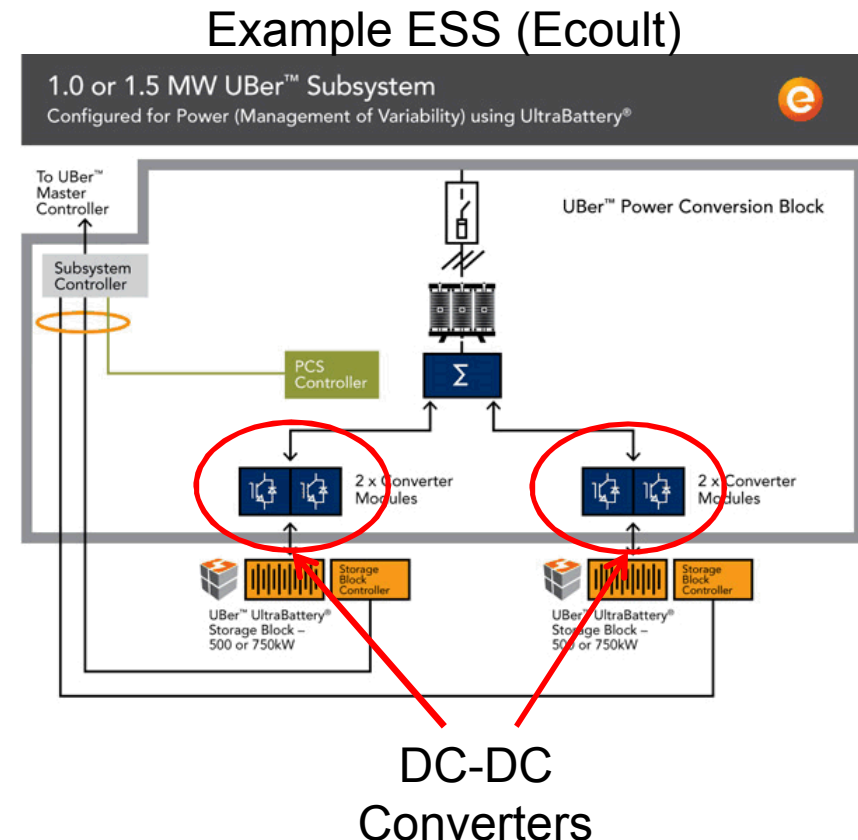 Example ESS (Ecoult)
1.0 or 1.5 MW UBer™ Subsystem
Configured for Power (Management of Variability) using UltraBattery®
e
To UBer™
Master
Controller
UBer™ Power Conversion Block
Subsystem
Controller
PCS
Controller
Σ
2 x Converter
Modules
2 x Converter
Modules
Storage
Block
Controller
UBer™ UltraBattery®
Storage Block –
500 or 750kW
Storage
Block
Controller
UBer™ UltraBattery®
Storage Block –
500 or 750kW
DC-DC
Converters